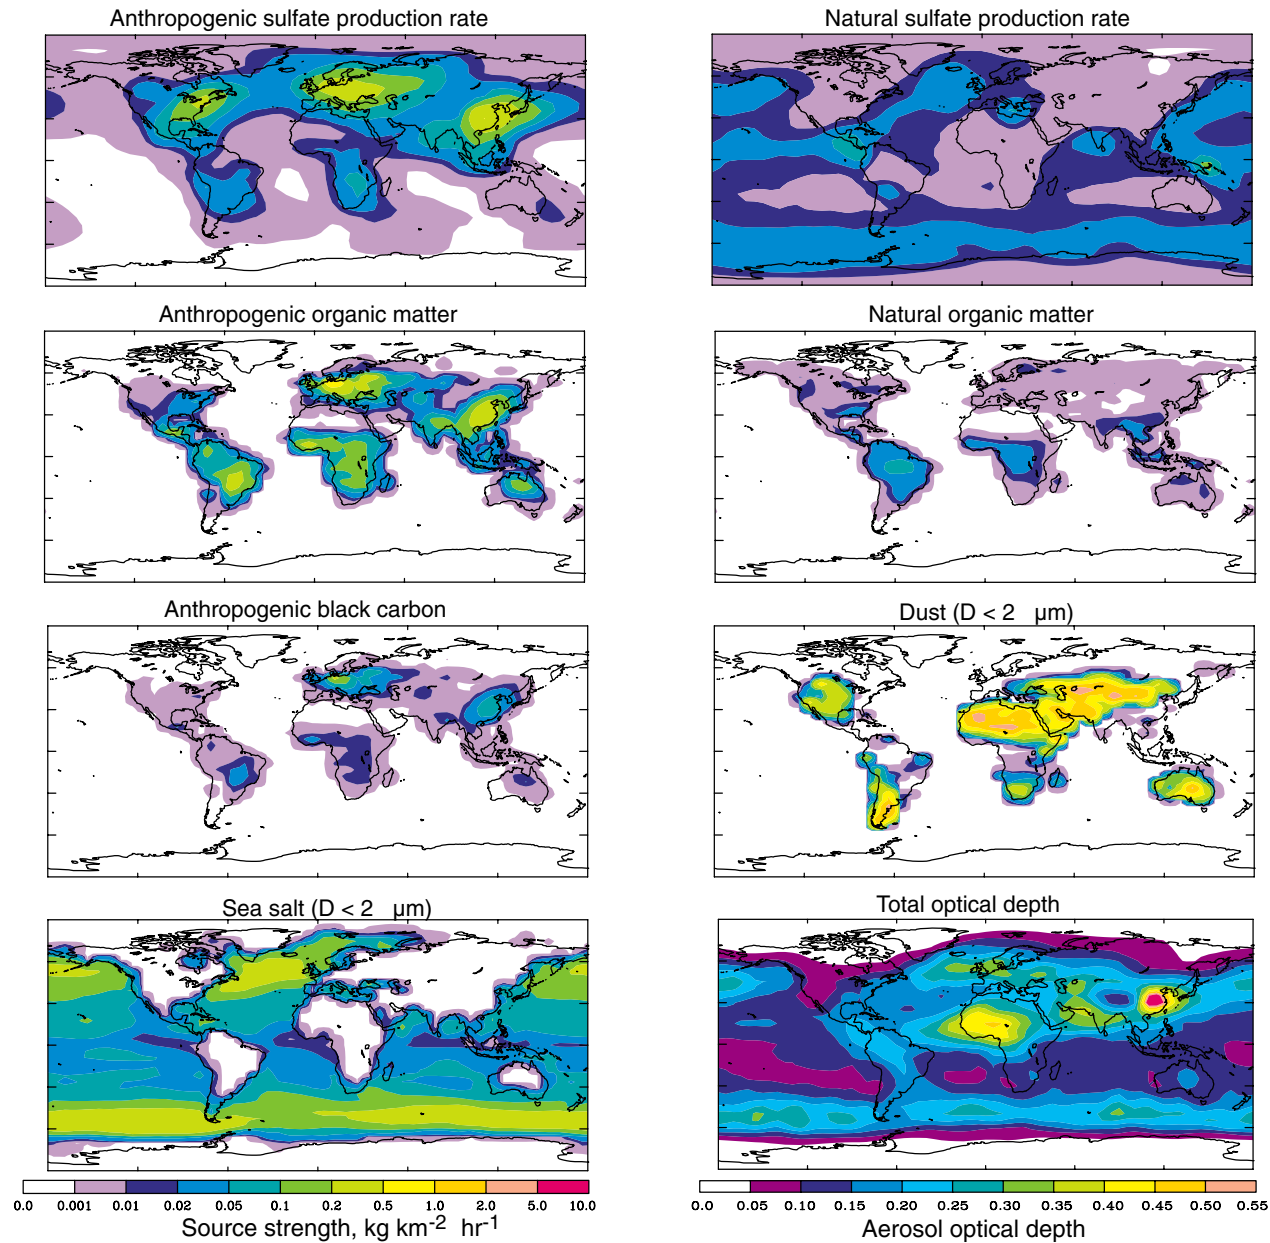 Anthropogenic sulfate production rate
Natural sulfate production rate
Anthropogenic organic matter
Natural organic matter
Anthropogenic black carbon
Dust (D < 2 µm)
Sea salt (D < 2 µm)
Total optical depth
0.0 0.001 0.01 0.02 0.05 0.1 0.2 0.5 1.0 2.0 5.0 10.0
Source strength, kg km-2 hr-1
0.0 0.05 0.10 0.15 0.20 0.25 0.30 0.35 0.40 0.45 0.50 0.55
Aerosol optical depth